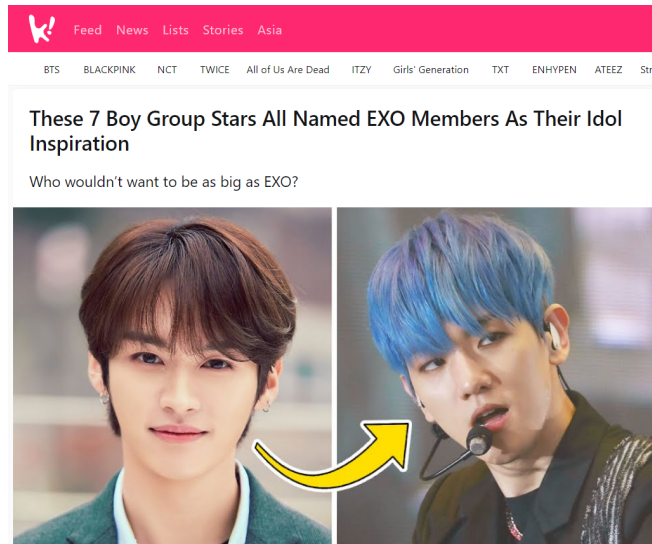 k!
Feed News Lists Stories Asia
BTS BLACKPINK NCT TWICE All of Us Are Dead ITZY Girls' Generation TXT ENHYPEN ATEEZ Str
These 7 Boy Group Stars All Named EXO Members As Their Idol
Inspiration
Who wouldn’t want to be as big as EXO?